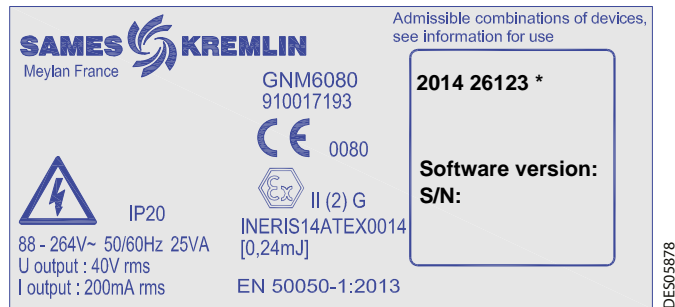 SAMES KREMLIN
Meylan France
Admissible combinations of devices,
see information for use
GNM6080
910017193
CE 0080
2014 26123 *
Software version:
S/N:
Ex II (2) G
IP20
INERIS14ATEX0014
[0,24mJ]
88 - 264V~ 50/60Hz 25VA
U output : 40V rms
I output : 200mA rms
EN 50050-1:2013
DES05878